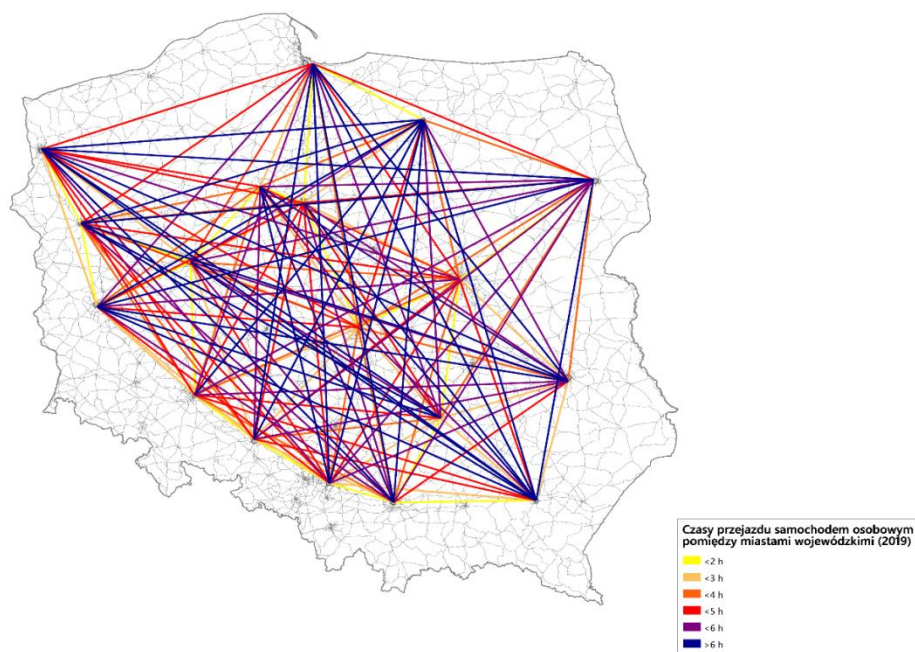 Czasy przejazdu samochodem osobowym
pomiędzy miastami wojewódzkimi (2019)
<2 h
<3 h
<4 h
<5 h
<6 h
>6 h